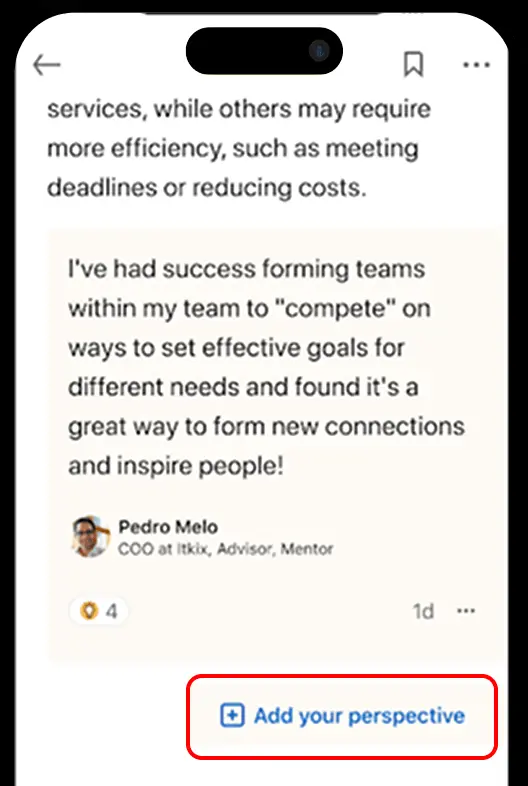 services, while others may require
more efficiency, such as meeting
deadlines or reducing costs.
I've had success forming teams
within my team to "compete" on
ways to set effective goals for
different needs and found it's a
great way to form new connections
and inspire people!
Pedro Melo
COO at Itkix, Advisor, Mentor
4
1d
Add your perspective